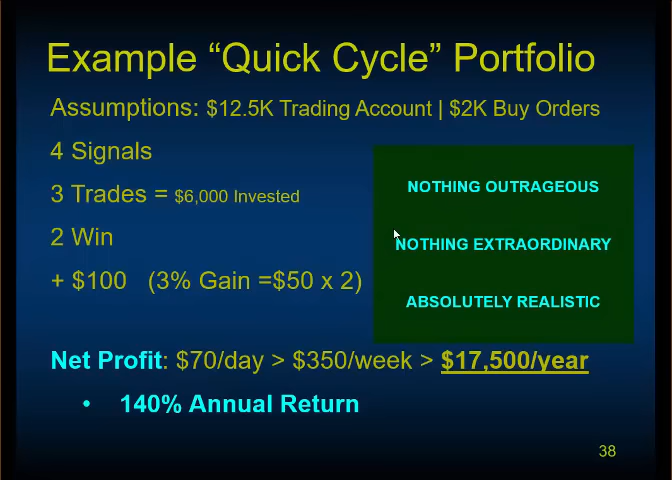 Example “Quick Cycle” Portfolio
Assumptions: $12.5K Trading Account | $2K Buy Orders
4 Signals
3 Trades = $6,000 Invested
2 Win
+ $100 (3% Gain =$50 x 2)
NOTHING OUTRAGEOUS
NOTHING EXTRAORDINARY
ABSOLUTELY REALISTIC
Net Profit: $70/day > $350/week > $17,500/year
• 140% Annual Return
38